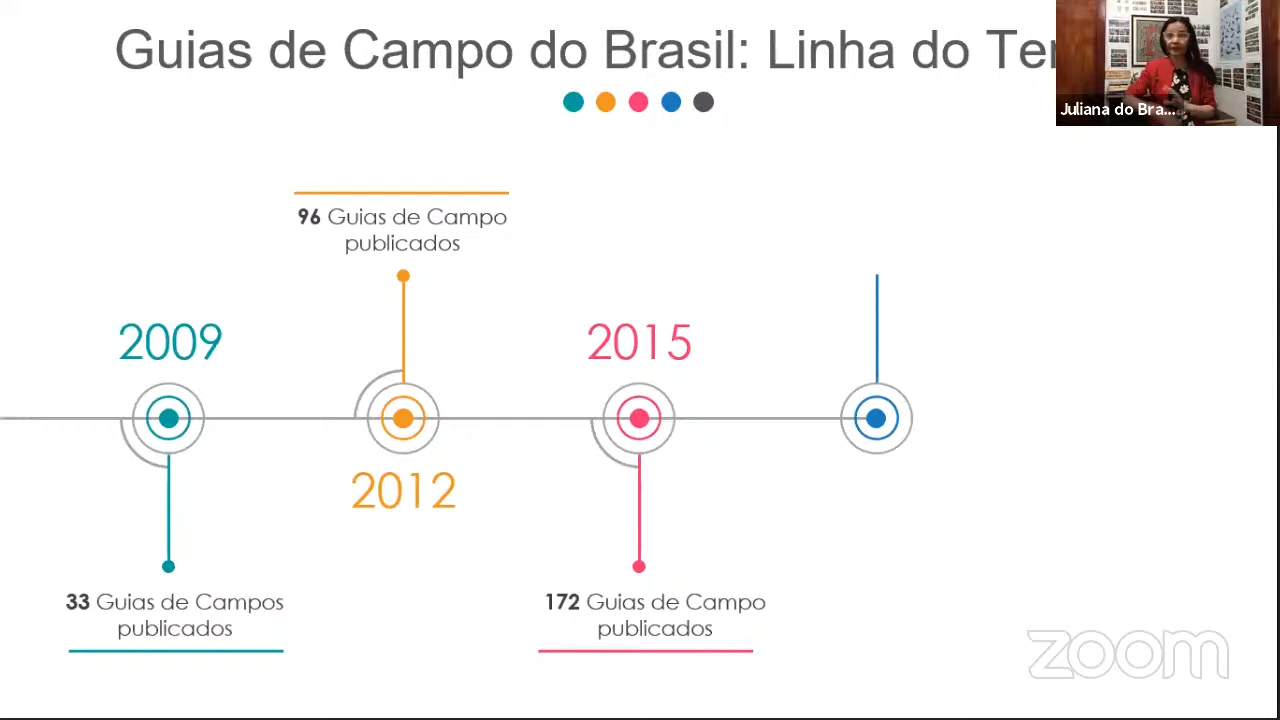 Guias de Campo do Brasil: Linha do Te
Juliana do Bra...
96 Guias de Campo
publicados
2009
2015
2012
33 Guias de Campos
publicados
172 Guias de Campo
publicados
zoom